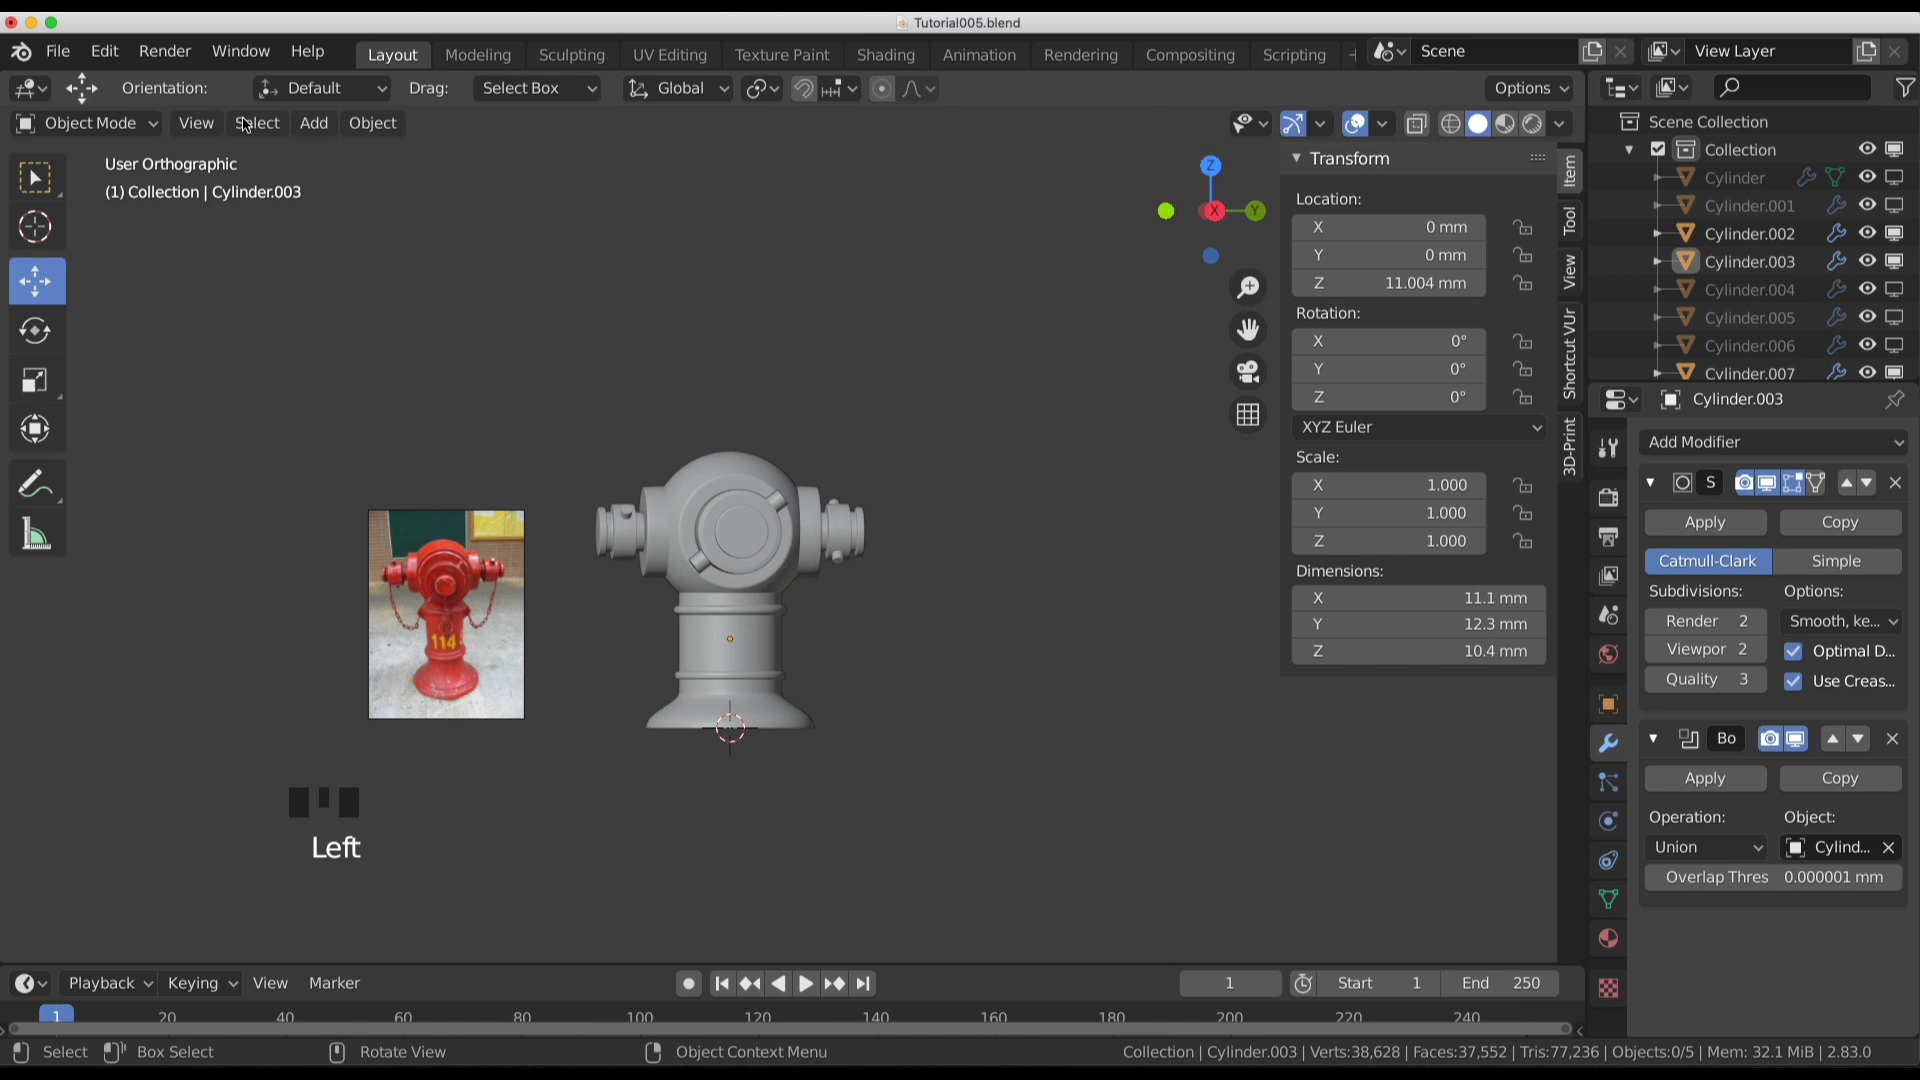 Tutorial005.blend
File Edit Render Window Help Layout Modeling Sculpting UV Editing Texture Paint Shading Animation Rendering Compositing Scripting Scene View Layer
Orientation: Default Drag: Select Box Global Options
Object Mode View Select Add Object
User Orthographic
(1) Collection | Cylinder.003
Z
X
Y
Transform
Location:
X 0 mm
Y 0 mm
Z 11.004 mm
Rotation:
X 0°
Y 0°
Z 0°
XYZ Euler
Scale:
X 1.000
Y 1.000
Z 1.000
Dimensions:
X 11.1 mm
Y 12.3 mm
Z 10.4 mm
Item
Tool
View
Shortcut VUr
3D-Print
Scene Collection
Collection
Cylinder
Cylinder.001
Cylinder.002
Cylinder.003
Cylinder.004
Cylinder.005
Cylinder.006
Cylinder.007
Cylinder.003
Add Modifier
S
Apply Copy
Catmull-Clark Simple
Subdivisions: Options:
Render 2 Smooth, ke...
Viewpor 2 Optimal D...
Quality 3 Use Creas...
Bo
Apply Copy
Operation: Object:
Union Cylind...
Overlap Thres 0.000001 mm
114
Left
Playback Keying View Marker 1 Start 1 End 250
1 20 40 60 80 100 120 140 160 180 200 220 240
Select Box Select Rotate View Object Context Menu Collection | Cylinder.003 | Verts:38,628 | Faces:37,552 | Tris:77,236 | Objects:0/5 | Mem: 32.1 MiB | 2.83.0